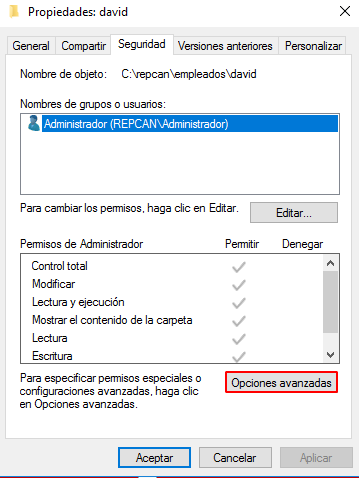 Propiedades: david
General Compartir Seguridad Versiones anteriores Personalizar
Nombre de objeto: C:\repcan\empleados\david
Nombres de grupos o usuarios:
Administrador (REPCAN\Administrador)
Para cambiar los permisos, haga clic en Editar. Editar...
Permisos de Administrador Permitir Denegar
Control total
Modificar
Lectura y ejecución
Mostrar el contenido de la carpeta
Lectura
Escritura
Para especificar permisos especiales o
configuraciones avanzadas, haga clic
en Opciones avanzadas.
Opciones avanzadas
Aceptar Cancelar Aplicar